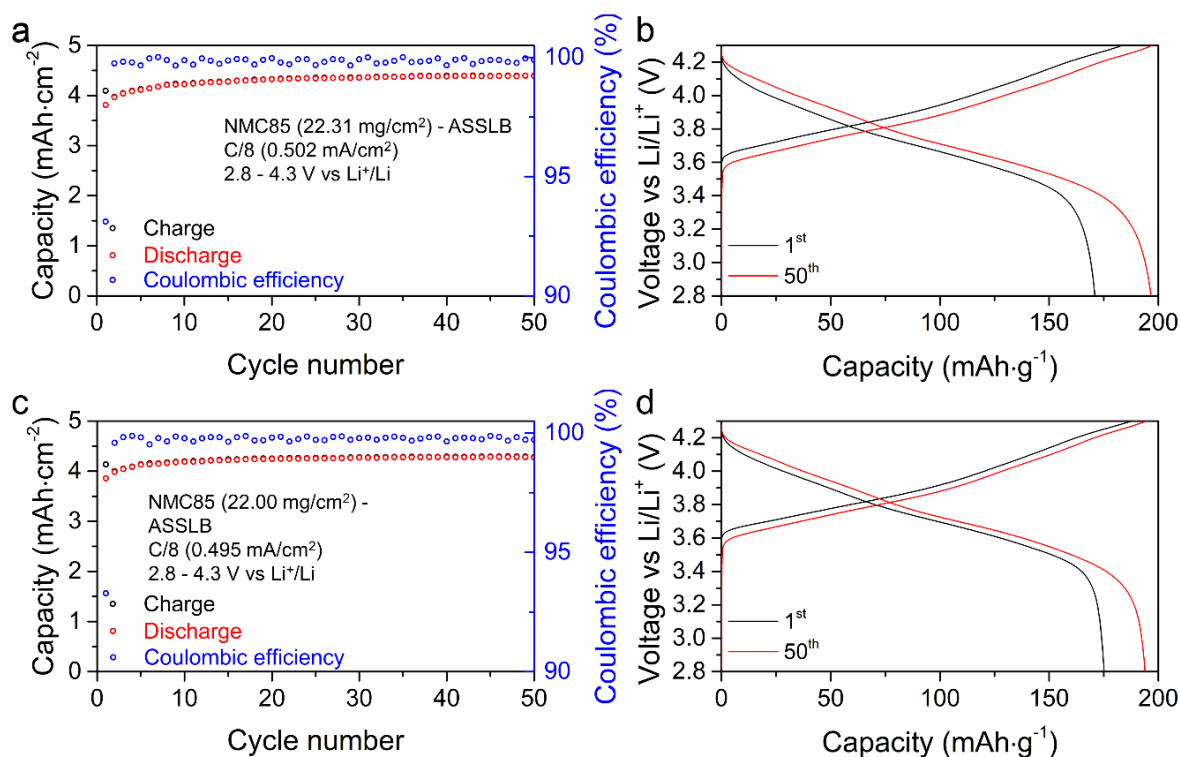 a
Capacity (mAh·cm⁻²)
5
4
3
2
1
0
NMC85 (22.31 mg/cm²) - ASSLB
C/8 (0.502 mA/cm²)
2.8 - 4.3 V vs Li⁺/Li
Charge
Discharge
Coulombic efficiency
0 10 20 30 40 50
Cycle number
100
95
90
Coulombic efficiency (%)
b
Voltage vs Li/Li⁺ (V)
4.2
4.0
3.8
3.6
3.4
3.2
3.0
2.8
1ˢᵗ
50ᵗʰ
0 50 100 150 200
Capacity (mAh·g⁻¹)
c
Capacity (mAh·cm⁻²)
5
4
3
2
1
0
NMC85 (22.00 mg/cm²) -
ASSLB
C/8 (0.495 mA/cm²)
2.8 - 4.3 V vs Li⁺/Li
Charge
Discharge
Coulombic efficiency
0 10 20 30 40 50
Cycle number
100
95
90
Coulombic efficiency (%)
d
Voltage vs Li/Li⁺ (V)
4.2
4.0
3.8
3.6
3.4
3.2
3.0
2.8
1ˢᵗ
50ᵗʰ
0 50 100 150 200
Capacity (mAh·g⁻¹)